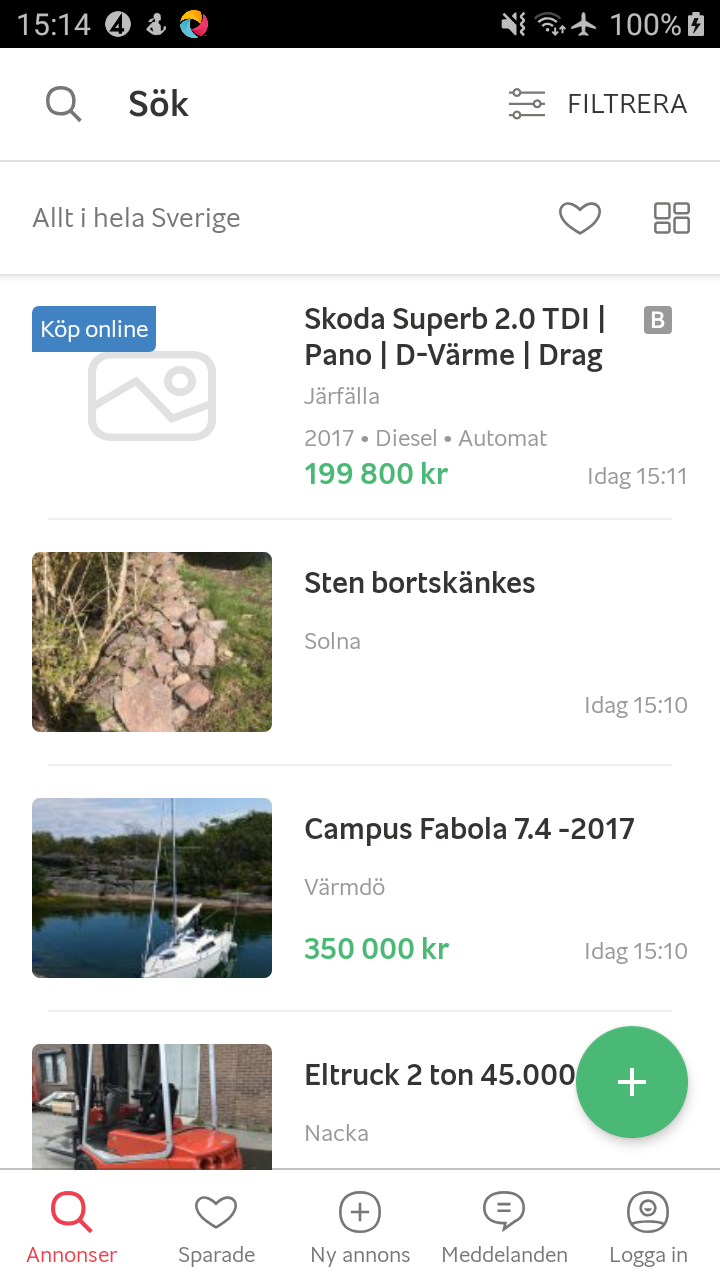 15:14
100%
Sök
FILTRERA
Allt i hela Sverige
Köp online
Skoda Superb 2.0 TDI |
Pano | D-Värme | Drag
B
Järfälla
2017 • Diesel • Automat
199 800 kr
Idag 15:11
Sten bortskänkes
Solna
Idag 15:10
Campus Fabola 7.4 -2017
Värmdö
350 000 kr
Idag 15:10
Eltruck 2 ton 45.000
Nacka
Annonser
Sparade
Ny annons
Meddelanden
Logga in